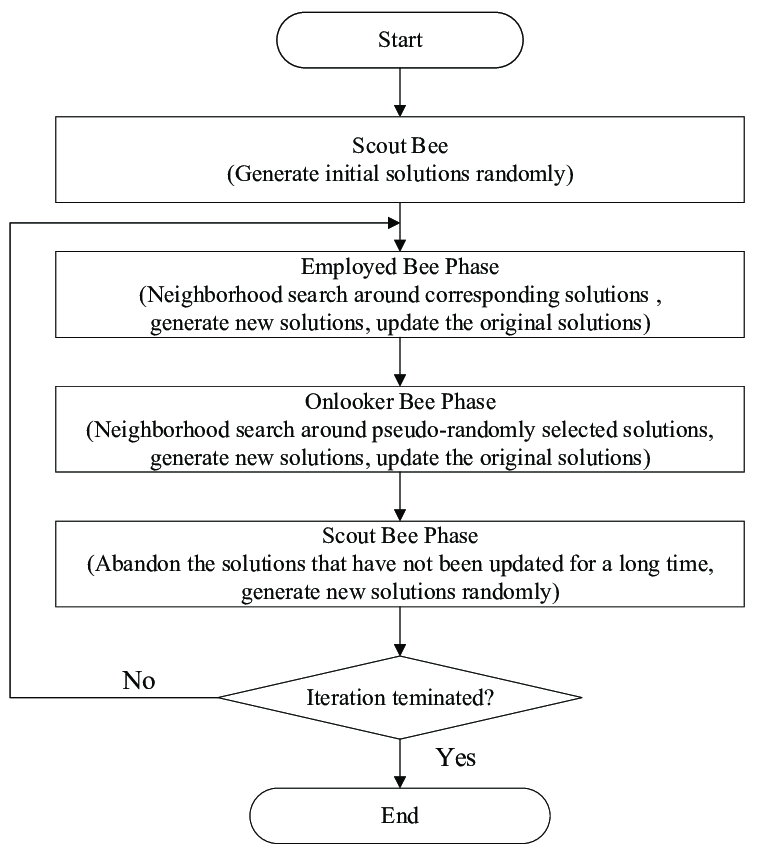 Start
Scout Bee
(Generate initial solutions randomly)
Employed Bee Phase
(Neighborhood search around corresponding solutions ,
generate new solutions, update the original solutions)
Onlooker Bee Phase
(Neighborhood search around pseudo-randomly selected solutions,
generate new solutions, update the original solutions)
Scout Bee Phase
(Abandon the solutions that have not been updated for a long time,
generate new solutions randomly)
No
Iteration teminated?
Yes
End